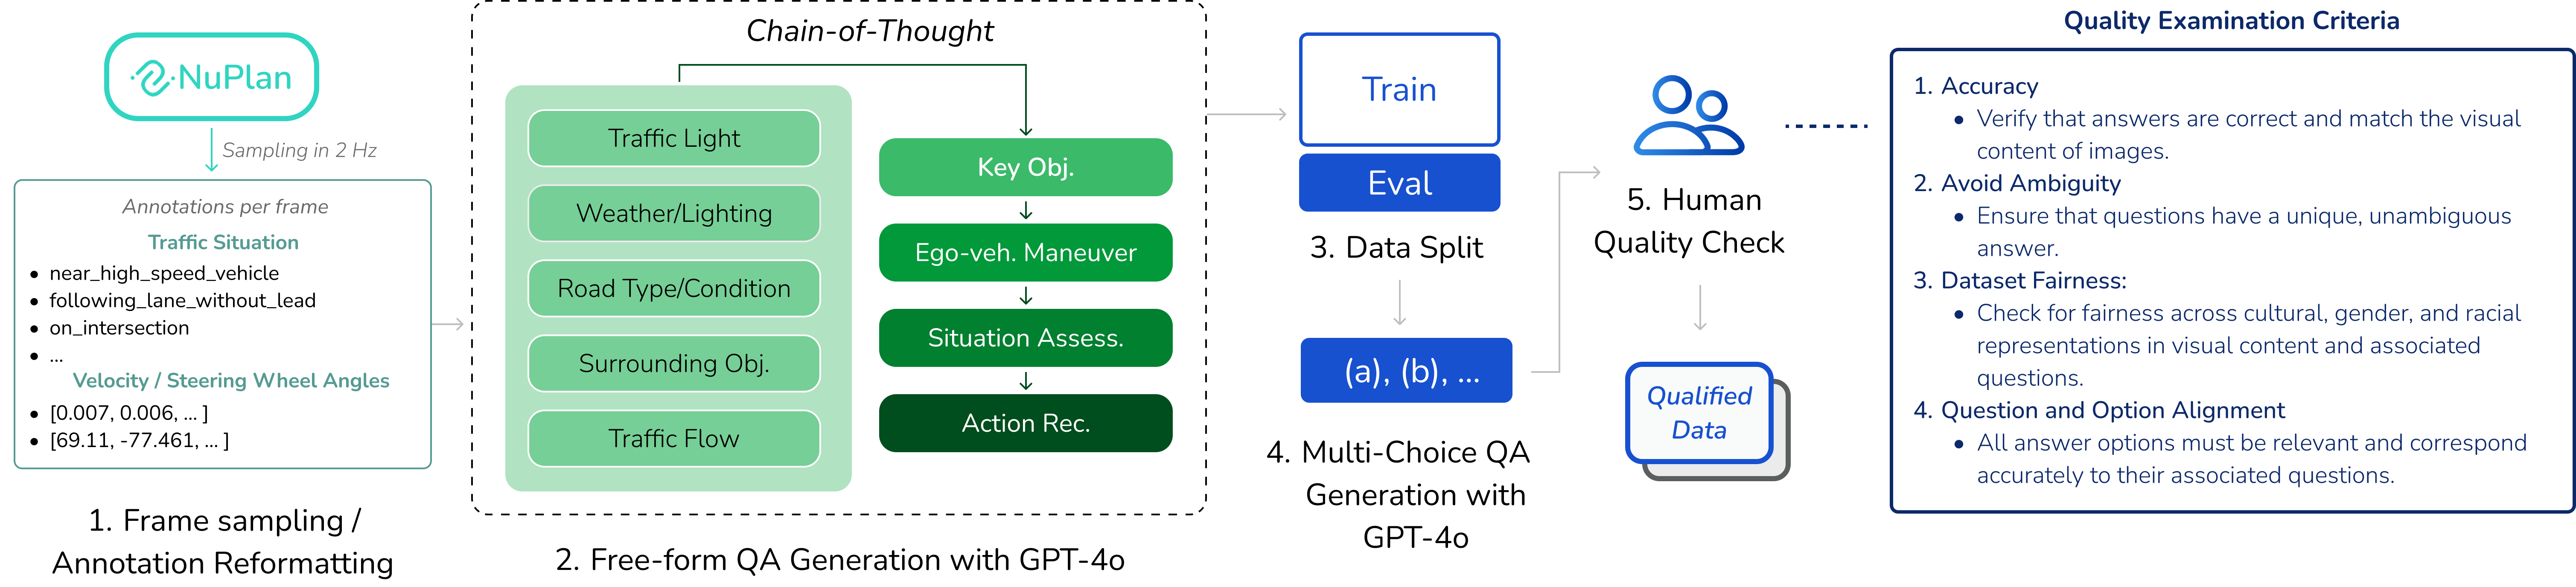 NuPlan
Sampling in 2 Hz
Annotations per frame
Traffic Situation
• near_high_speed_vehicle
• following_lane_without_lead
• on_intersection
• ...
Velocity / Steering Wheel Angles
• [0.007, 0.006, ... ]
• [69.11, -77.461, ... ]
1. Frame sampling /
Annotation Reformatting
Chain-of-Thought
Traffic Light
Weather/Lighting
Road Type/Condition
Surrounding Obj.
Traffic Flow
Key Obj.
Ego-veh. Maneuver
Situation Assess.
Action Rec.
2. Free-form QA Generation with GPT-4o
Train
Eval
3. Data Split
(a), (b), ...
4. Multi-Choice QA
Generation with
GPT-4o
5. Human
Quality Check
Qualified
Data
Quality Examination Criteria
1. Accuracy
• Verify that answers are correct and match the visual
content of images.
2. Avoid Ambiguity
• Ensure that questions have a unique, unambiguous
answer.
3. Dataset Fairness:
• Check for fairness across cultural, gender, and racial
representations in visual content and associated
questions.
4. Question and Option Alignment
• All answer options must be relevant and correspond
accurately to their associated questions.